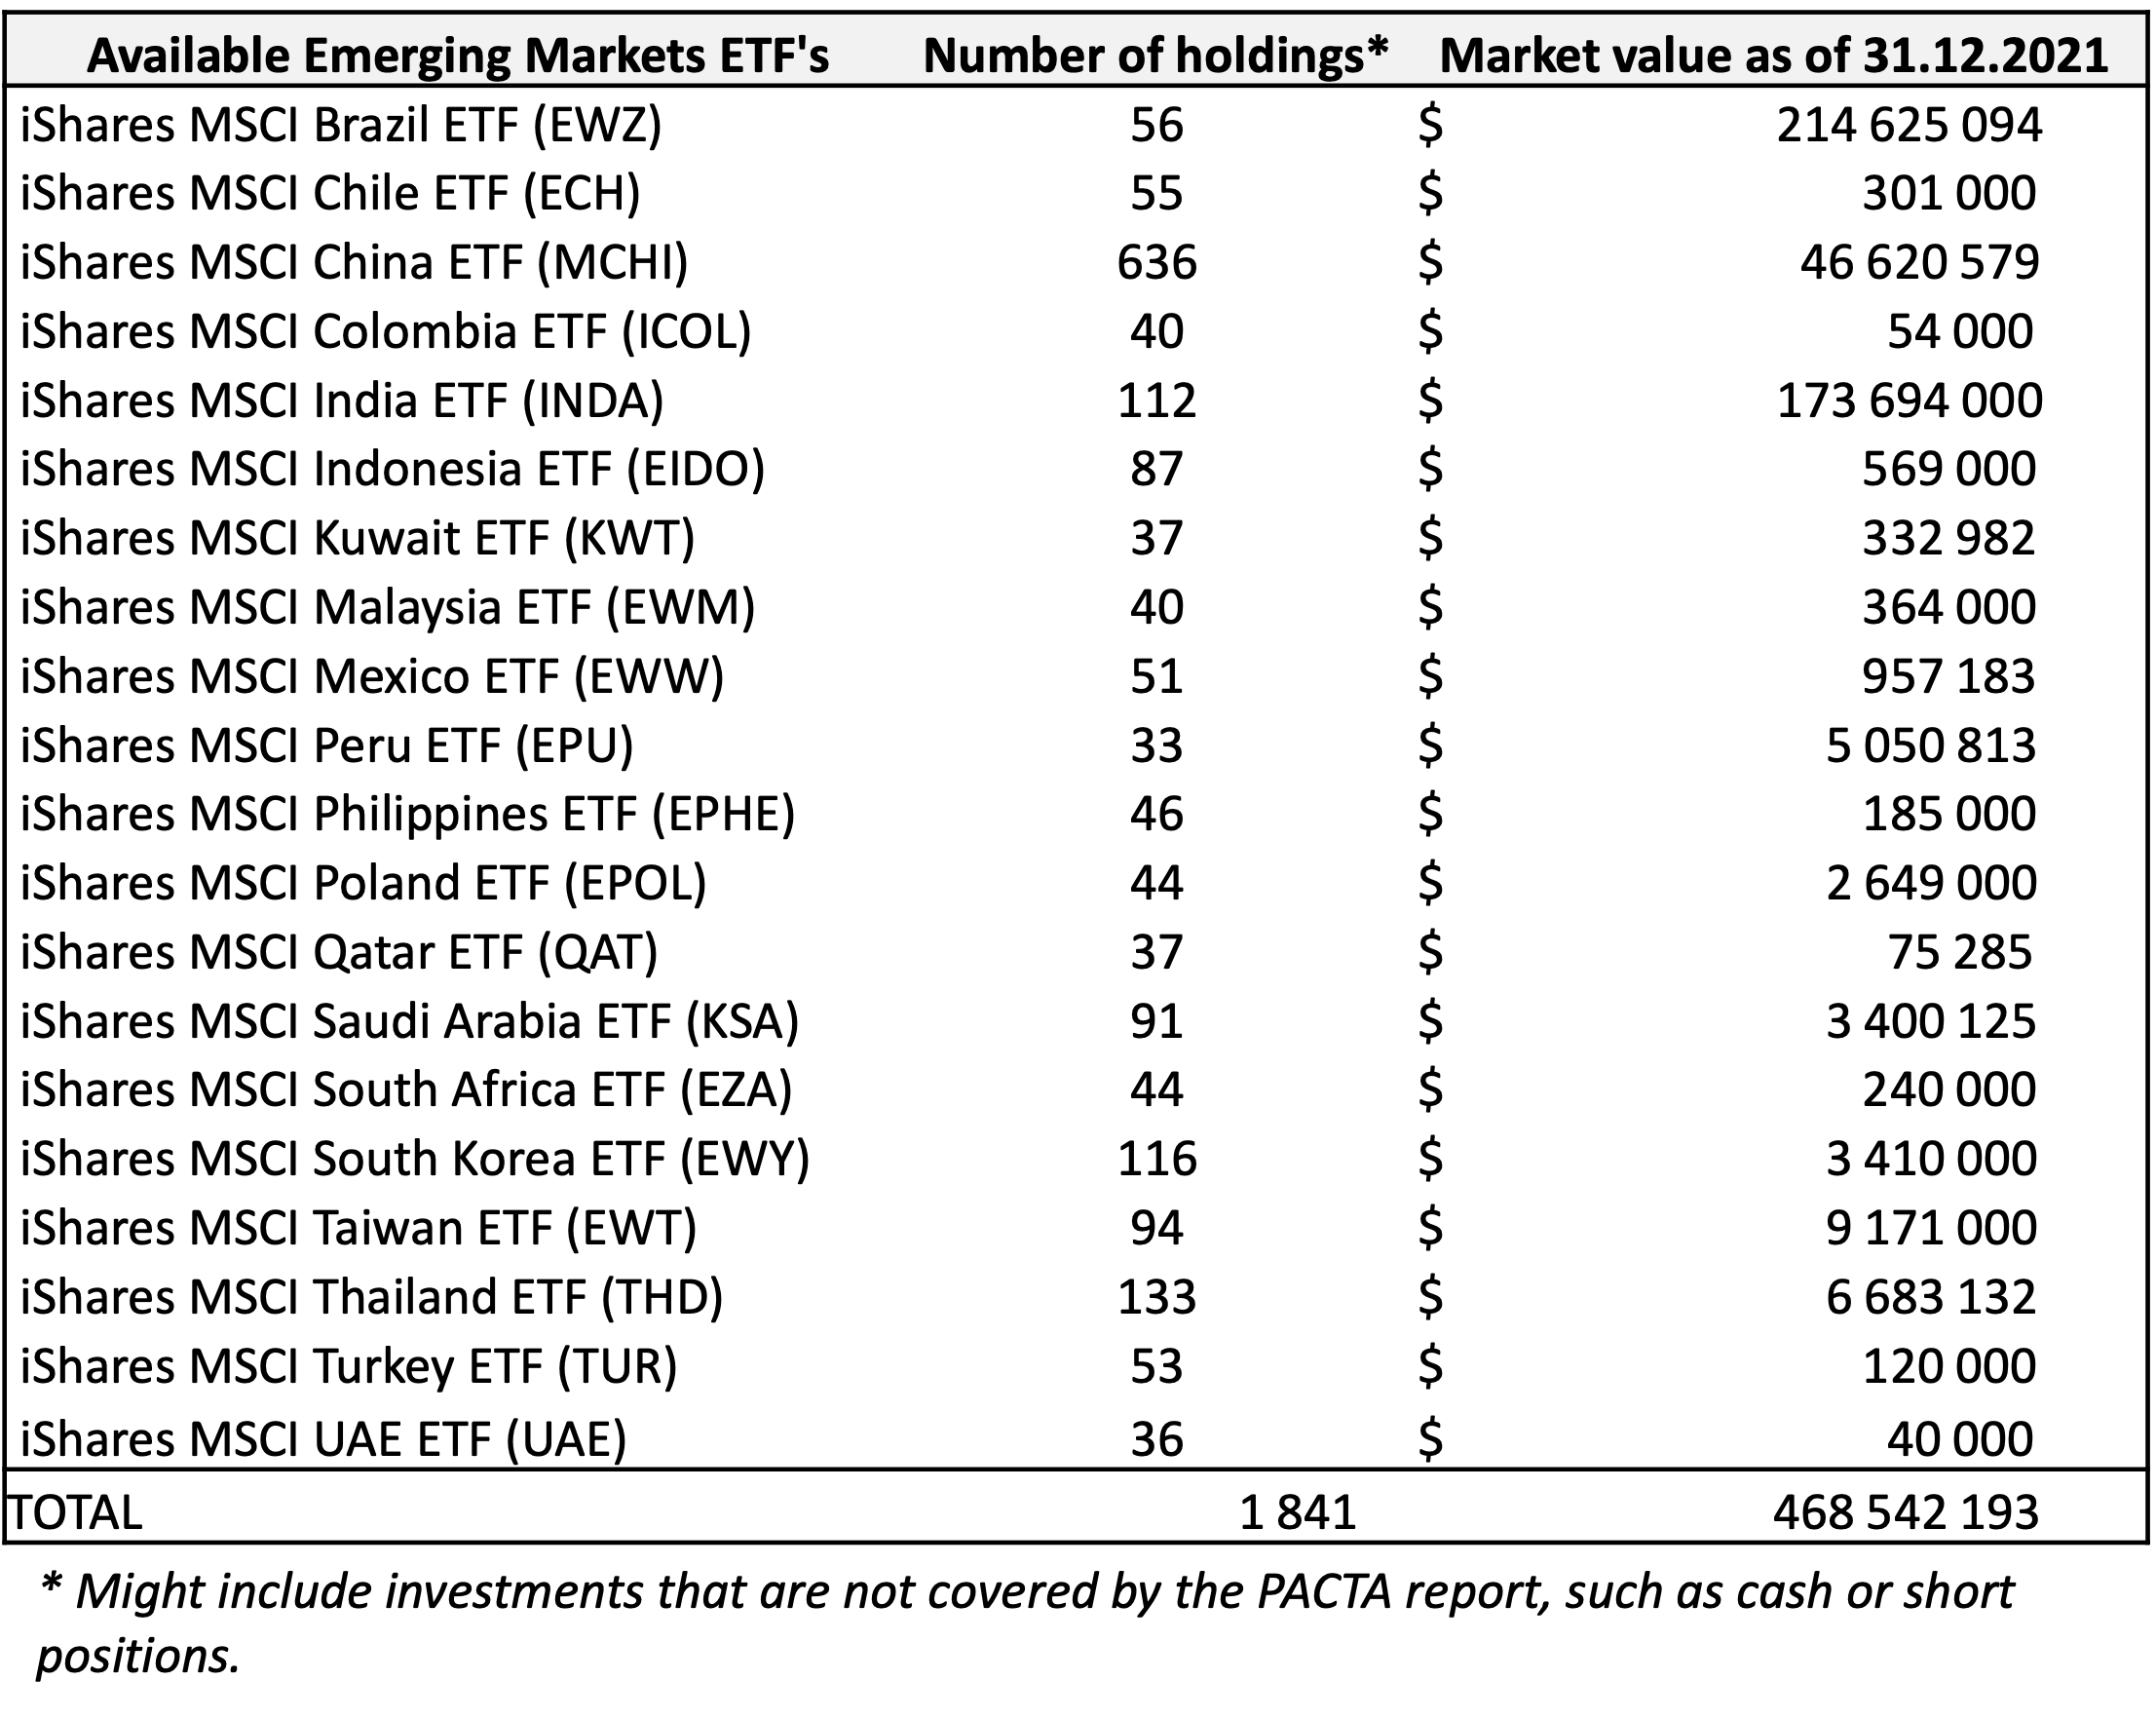 Available Emerging Markets ETF's Number of holdings* Market value as of 31.12.2021
iShares MSCI Brazil ETF (EWZ) 56 $ 214 625 094
iShares MSCI Chile ETF (ECH) 55 $ 301 000
iShares MSCI China ETF (MCHI) 636 $ 46 620 579
iShares MSCI Colombia ETF (ICOL) 40 $ 54 000
iShares MSCI India ETF (INDA) 112 $ 173 694 000
iShares MSCI Indonesia ETF (EIDO) 87 $ 569 000
iShares MSCI Kuwait ETF (KWT) 37 $ 332 982
iShares MSCI Malaysia ETF (EWM) 40 $ 364 000
iShares MSCI Mexico ETF (EWW) 51 $ 957 183
iShares MSCI Peru ETF (EPU) 33 $ 5 050 813
iShares MSCI Philippines ETF (EPHE) 46 $ 185 000
iShares MSCI Poland ETF (EPOL) 44 $ 2 649 000
iShares MSCI Qatar ETF (QAT) 37 $ 75 285
iShares MSCI Saudi Arabia ETF (KSA) 91 $ 3 400 125
iShares MSCI South Africa ETF (EZA) 44 $ 240 000
iShares MSCI South Korea ETF (EWY) 116 $ 3 410 000
iShares MSCI Taiwan ETF (EWT) 94 $ 9 171 000
iShares MSCI Thailand ETF (THD) 133 $ 6 683 132
iShares MSCI Turkey ETF (TUR) 53 $ 120 000
iShares MSCI UAE ETF (UAE) 36 $ 40 000
TOTAL 1 841 468 542 193
* Might include investments that are not covered by the PACTA report, such as cash or short
positions.